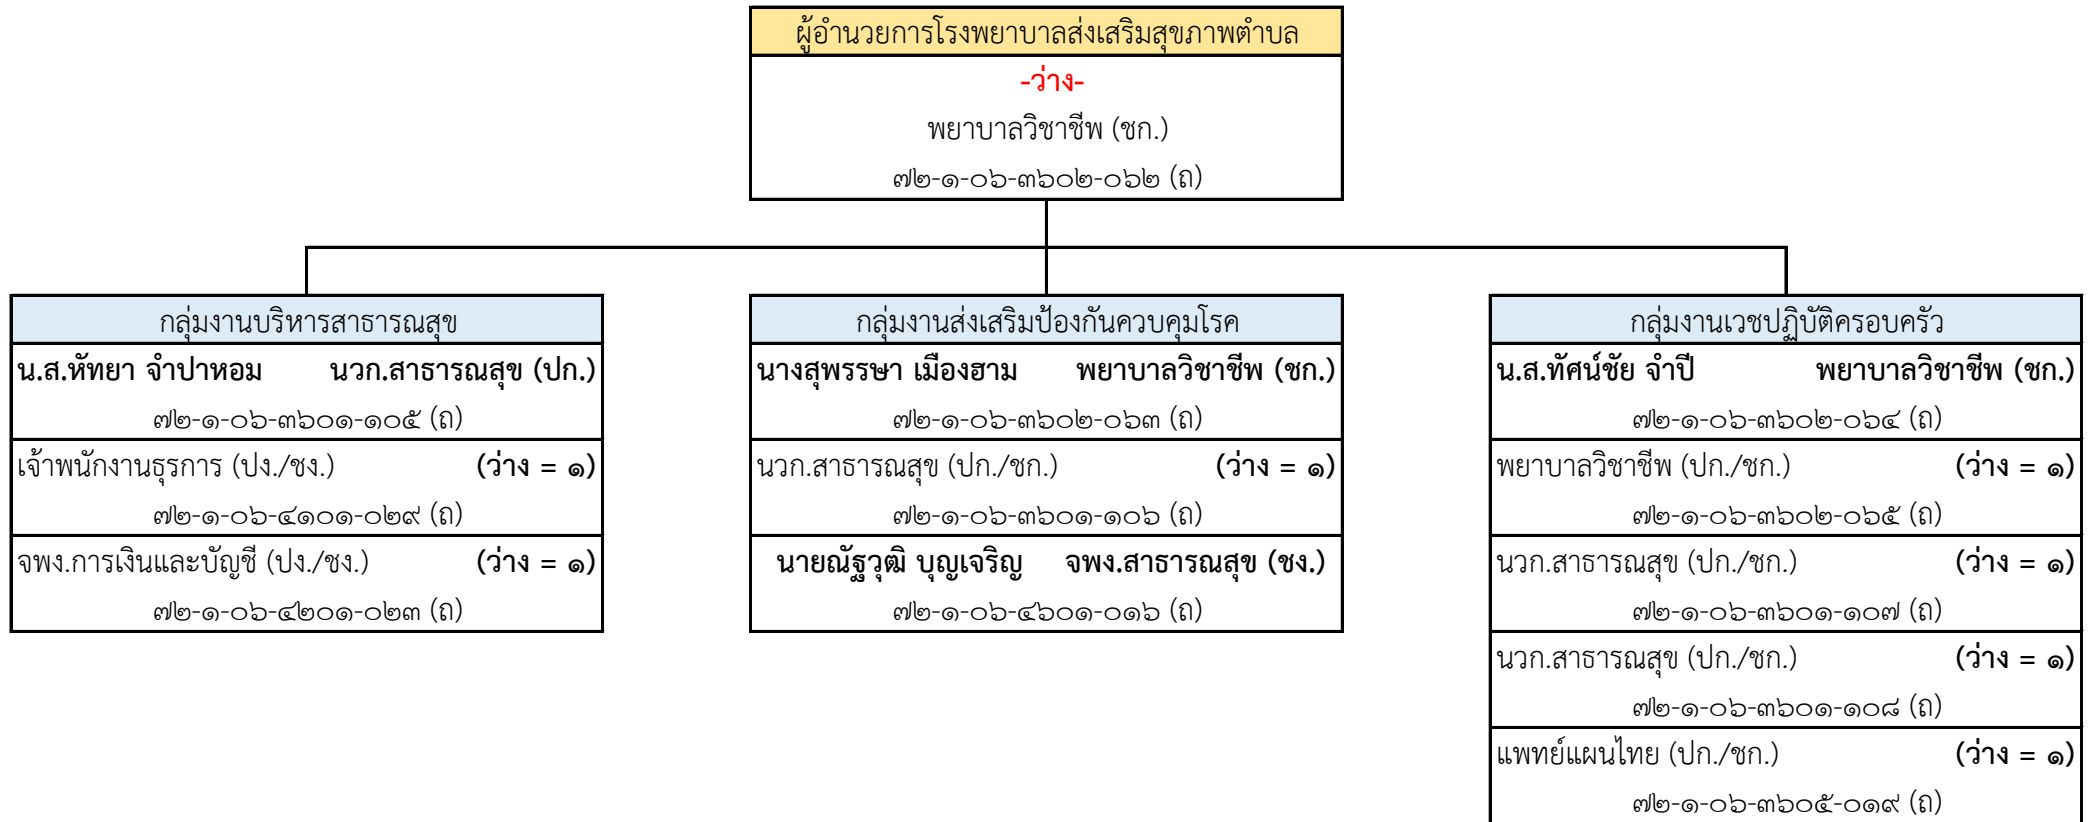 ผู้อำนวยการโรงพยาบาลส่งเสริมสุขภาพตำบล
-ว่าง-
พยาบาลวิชาชีพ (ชก.)
๗๒-๑-๐๖-๓๖๐๒-๐๖๒ (ถ)
กลุ่มงานบริหารสาธารณสุข
น.ส.หัทยา จำปาหอม นวก.สาธารณสุข (ปก.)
๗๒-๑-๐๖-๓๖๐๑-๑๐๕ (ถ)
เจ้าพนักงานธุรการ (ปง./ชง.) (ว่าง = ๑)
๗๒-๑-๐๖-๔๑๐๑-๐๒๙ (ถ)
จพง.การเงินและบัญชี (ปง./ชง.) (ว่าง = ๑)
๗๒-๑-๐๖-๔๒๐๑-๐๒๓ (ถ)
กลุ่มงานส่งเสริมป้องกันควบคุมโรค
นางสุพรรษา เมืองฮาม พยาบาลวิชาชีพ (ชก.)
๗๒-๑-๐๖-๓๖๐๒-๐๖๓ (ถ)
นวก.สาธารณสุข (ปก./ชก.) (ว่าง = ๑)
๗๒-๑-๐๖-๓๖๐๑-๑๐๖ (ถ)
นายณัฐวุฒิ บุญเจริญ จพง.สาธารณสุข (ชง.)
๗๒-๑-๐๖-๔๖๐๑-๐๑๖ (ถ)
กลุ่มงานเวชปฏิบัติครอบครัว
น.ส.ทัศน์ชัย จำปี พยาบาลวิชาชีพ (ชก.)
๗๒-๑-๐๖-๓๖๐๒-๐๖๔ (ถ)
พยาบาลวิชาชีพ (ปก./ชก.) (ว่าง = ๑)
๗๒-๑-๐๖-๓๖๐๒-๐๖๕ (ถ)
นวก.สาธารณสุข (ปก./ชก.) (ว่าง = ๑)
๗๒-๑-๐๖-๓๖๐๑-๑๐๗ (ถ)
นวก.สาธารณสุข (ปก./ชก.) (ว่าง = ๑)
๗๒-๑-๐๖-๓๖๐๑-๑๐๘ (ถ)
แพทย์แผนไทย (ปก./ชก.) (ว่าง = ๑)
๗๒-๑-๐๖-๓๖๐๕-๐๑๙ (ถ)